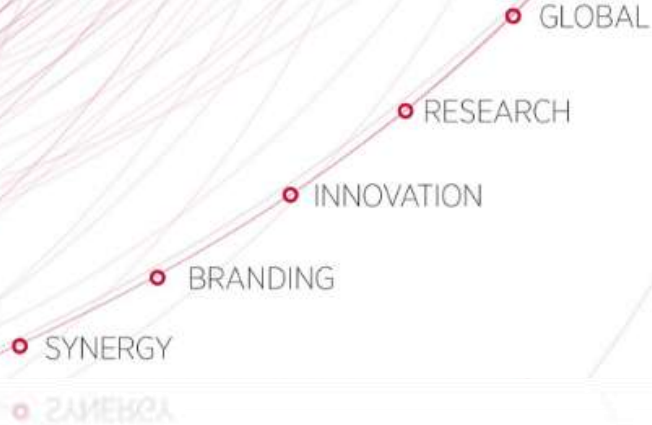 GLOBAL
RESEARCH
INNOVATION
BRANDING
SYNERGY